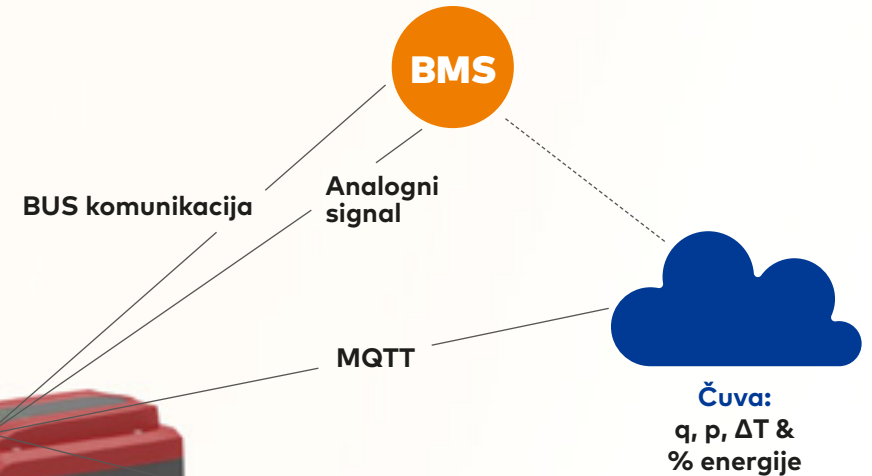 BMS
BUS komunikacija
Analogni
signal
MQTT
Čuva:
q, p, ΔT &
% energije